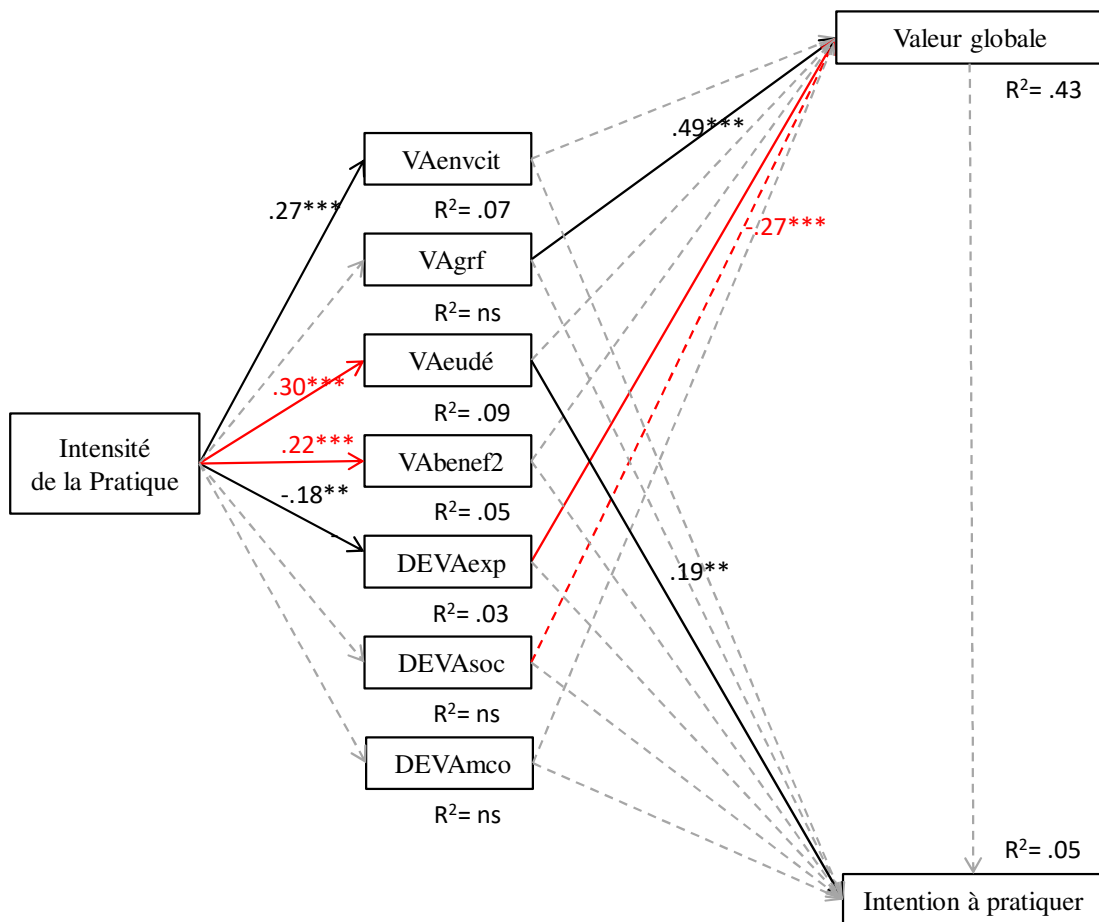 Valeur globale
R²= .43
.49***
VAenvcit
R²= .07
.27***
-.27***
VAgrf
R²= ns
VAeudé
.30***
R²= .09
Intensité
de la Pratique
.22***
VAbenef2
-.18**
R²= .05
DEVAexp
.19**
R²= .03
DEVAsoc
R²= ns
DEVAmco
R²= ns
R²= .05
Intention à pratiquer